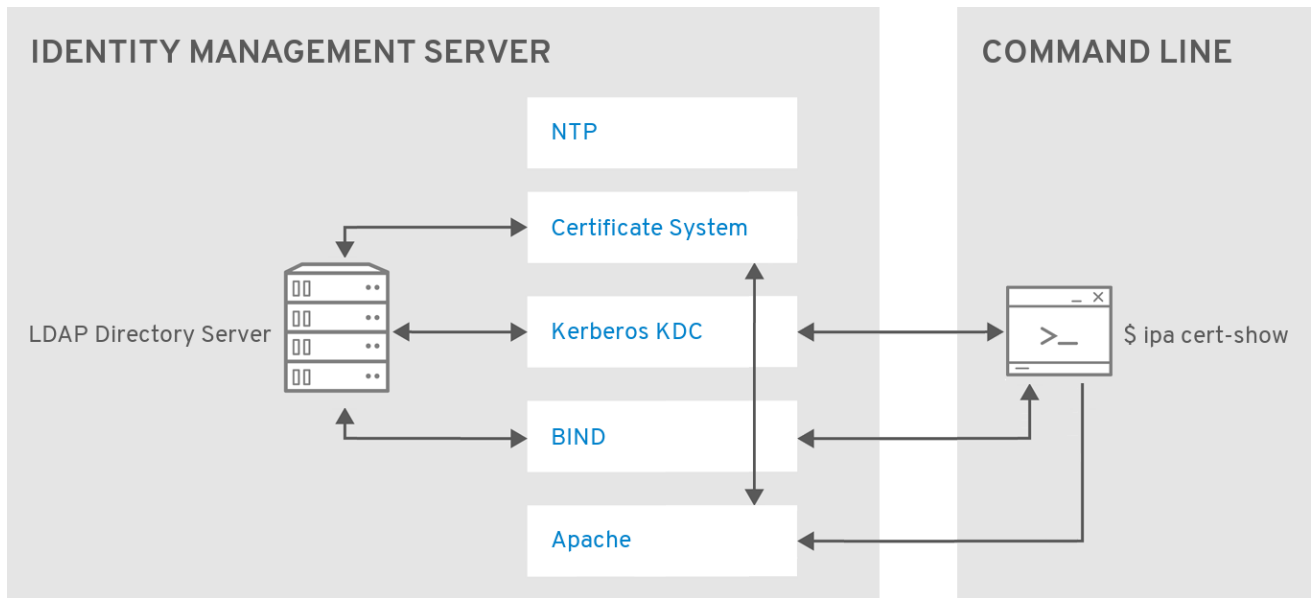 IDENTITY MANAGEMENT SERVER
COMMAND LINE
NTP
Certificate System
LDAP Directory Server
Kerberos KDC
>_
$ ipa cert-show
BIND
Apache